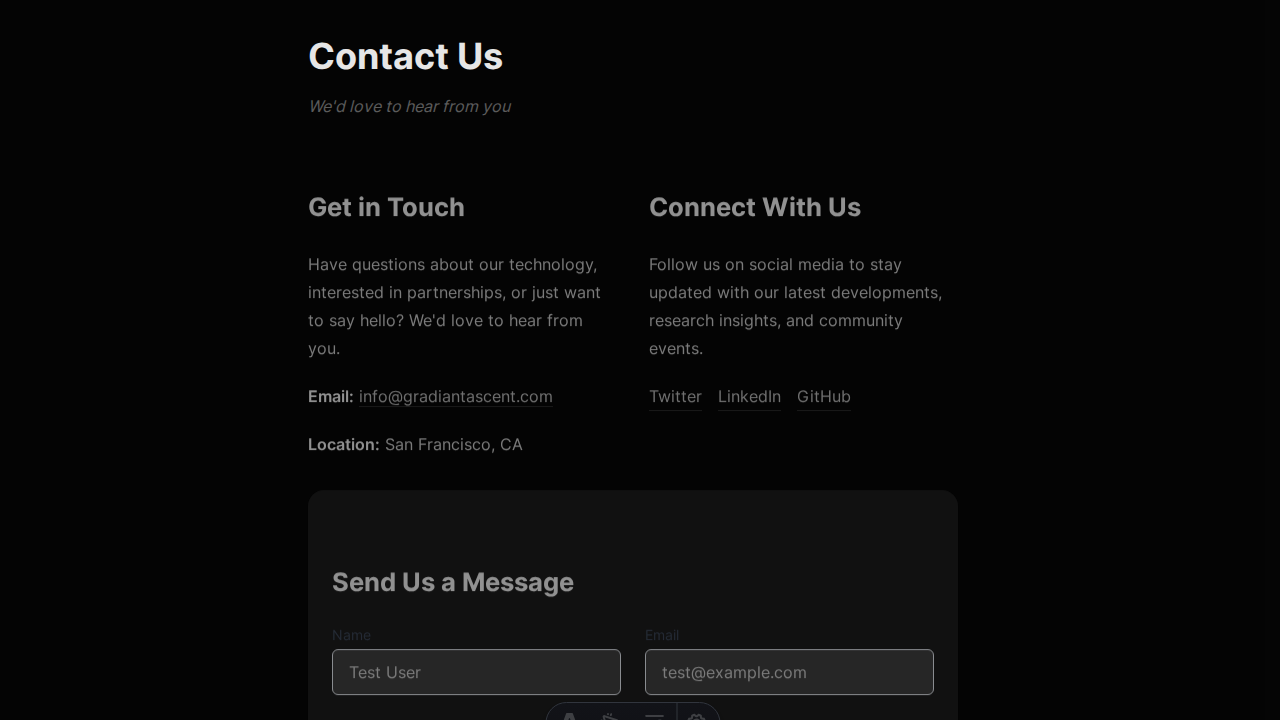 Contact Us
We'd love to hear from you
Get in Touch
Have questions about our technology,
interested in partnerships, or just want
to say hello? We'd love to hear from
you.
Email: info@gradiantascent.com
Location: San Francisco, CA
Connect With Us
Follow us on social media to stay
updated with our latest developments,
research insights, and community
events.
Twitter LinkedIn GitHub
Send Us a Message
Name
Test User
Email
test@example.com